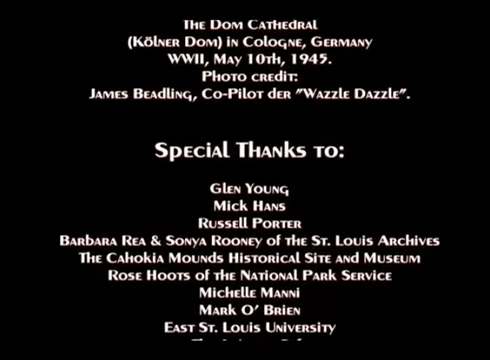 The Dom Cathedral
(Kölner Dom) in Cologne, Germany
WWII, May 10th, 1945.
Photo credit:
James Beadling, Co-Pilot der "Wazzle Dazzle".
Special Thanks to:
Glen Young
Mick Hans
Russell Porter
Barbara Rea & Sonya Rooney of the St. Louis Archives
The Cahokia Mounds Historical Site and Museum
Rose Hoots of the National Park Service
Michelle Manni
Mark O' Brien
East St. Louis University